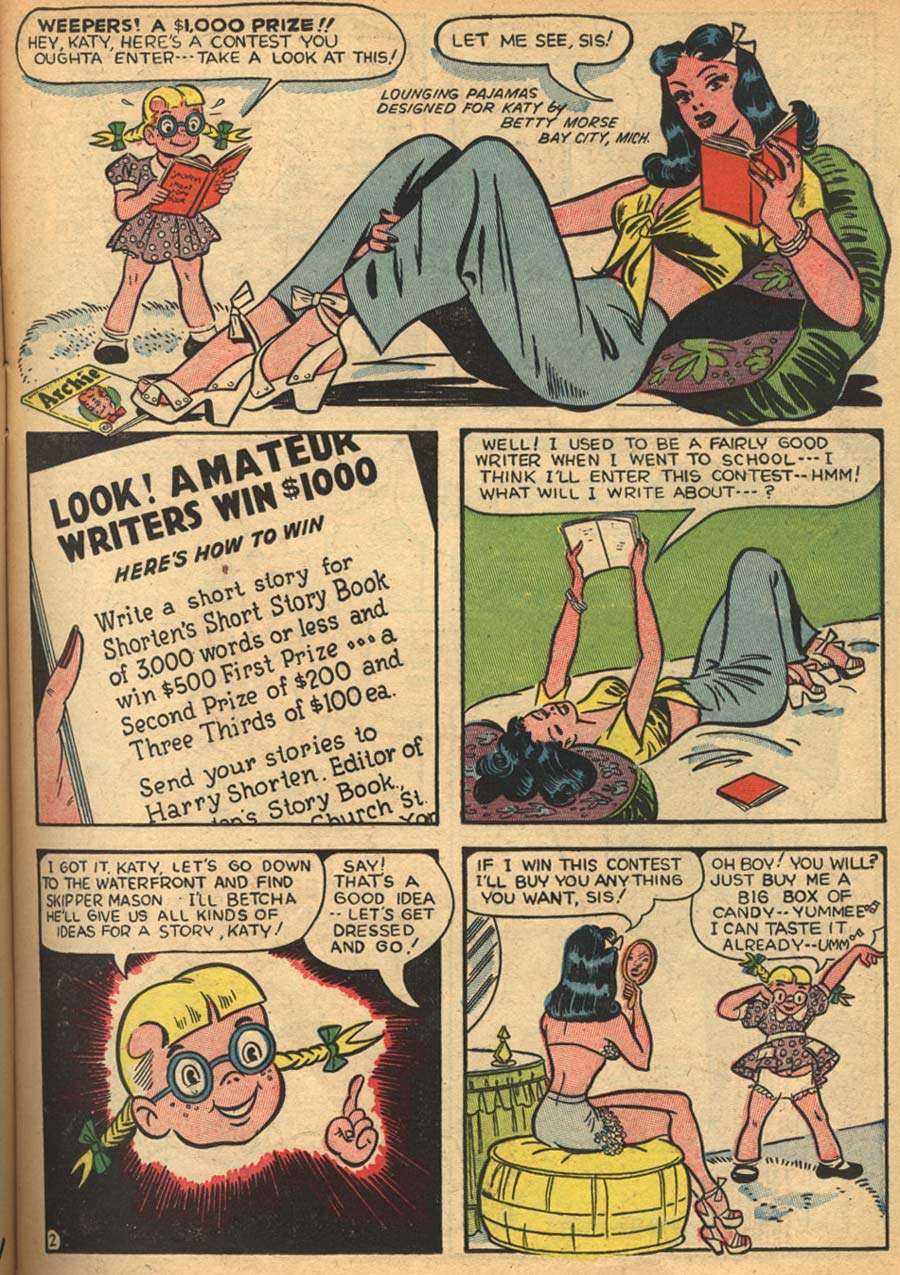 WEEPERS! A $1,000 PRIZE!!
HEY, KATY, HERE'S A CONTEST YOU
OUGHTA ENTER---TAKE A LOOK AT THIS!
LET ME SEE, SIS!
LOUNGING PAJAMAS
DESIGNED FOR KATY by
BETTY MORSE
BAY CITY, MICH.
SHORTEN
SHORT
STORY
BOOK
Archie
LOOK! AMATEUR
WRITERS WIN $1000
HERE'S HOW TO WIN
Write a short story for
Shorten's Short Story Book
of 3,000 words or less and
win $500 First Prize ... a
Second Prize of $200 and
Three Thirds of $100 ea.
Send your stories to
Harry Shorten. Editor of
Story Book,
Church St.
WELL! I USED TO BE A FAIRLY GOOD
WRITER WHEN I WENT TO SCHOOL---I
THINK I'LL ENTER THIS CONTEST--HMM!
WHAT WILL I WRITE ABOUT---?
I GOT IT, KATY, LET'S GO DOWN
TO THE WATERFRONT AND FIND
SKIPPER MASON - I'LL BETCHA
HE'LL GIVE US ALL KINDS OF
IDEAS FOR A STORY, KATY!
SAY!
THAT'S A
GOOD IDEA
-- LET'S GET
DRESSED
AND GO!
IF I WIN THIS CONTEST
I'LL BUY YOU ANYTHING
YOU WANT, SIS!
OH BOY! YOU WILL?
JUST BUY ME A
BIG BOX OF
CANDY--YUMMEE
I CAN TASTE IT
ALREADY--UMM
2